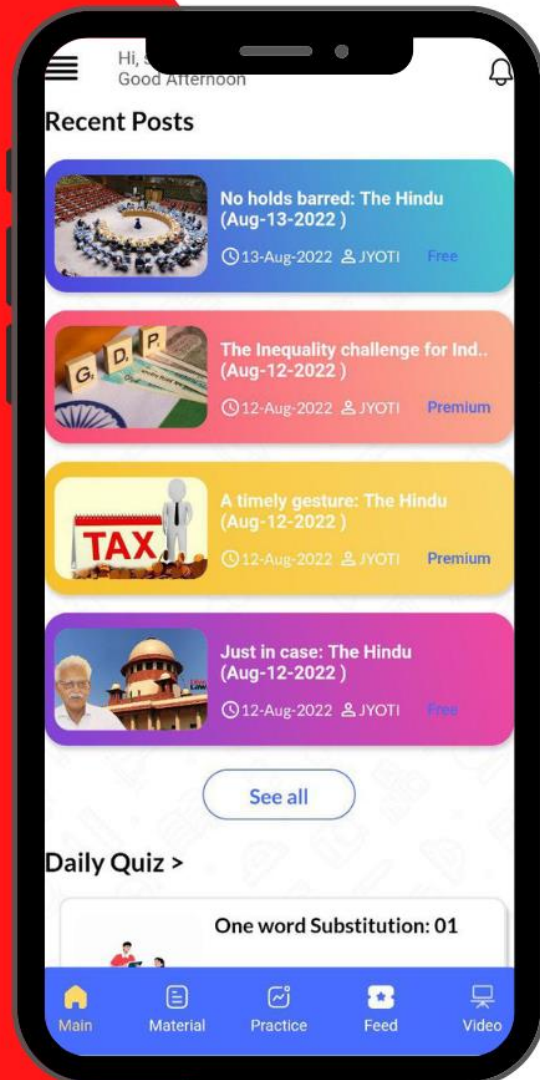 Hi,
Good Afternoon
Recent Posts
No holds barred: The Hindu
(Aug-13-2022 )
13-Aug-2022 JYOTI Free
GDP
The Inequality challenge for Ind..
(Aug-12-2022 )
12-Aug-2022 JYOTI Premium
TAX
A timely gesture: The Hindu
(Aug-12-2022 )
12-Aug-2022 JYOTI Premium
Just in case: The Hindu
(Aug-12-2022 )
12-Aug-2022 JYOTI Free
See all
Daily Quiz >
One word Substitution: 01
Main Material Practice Feed Video